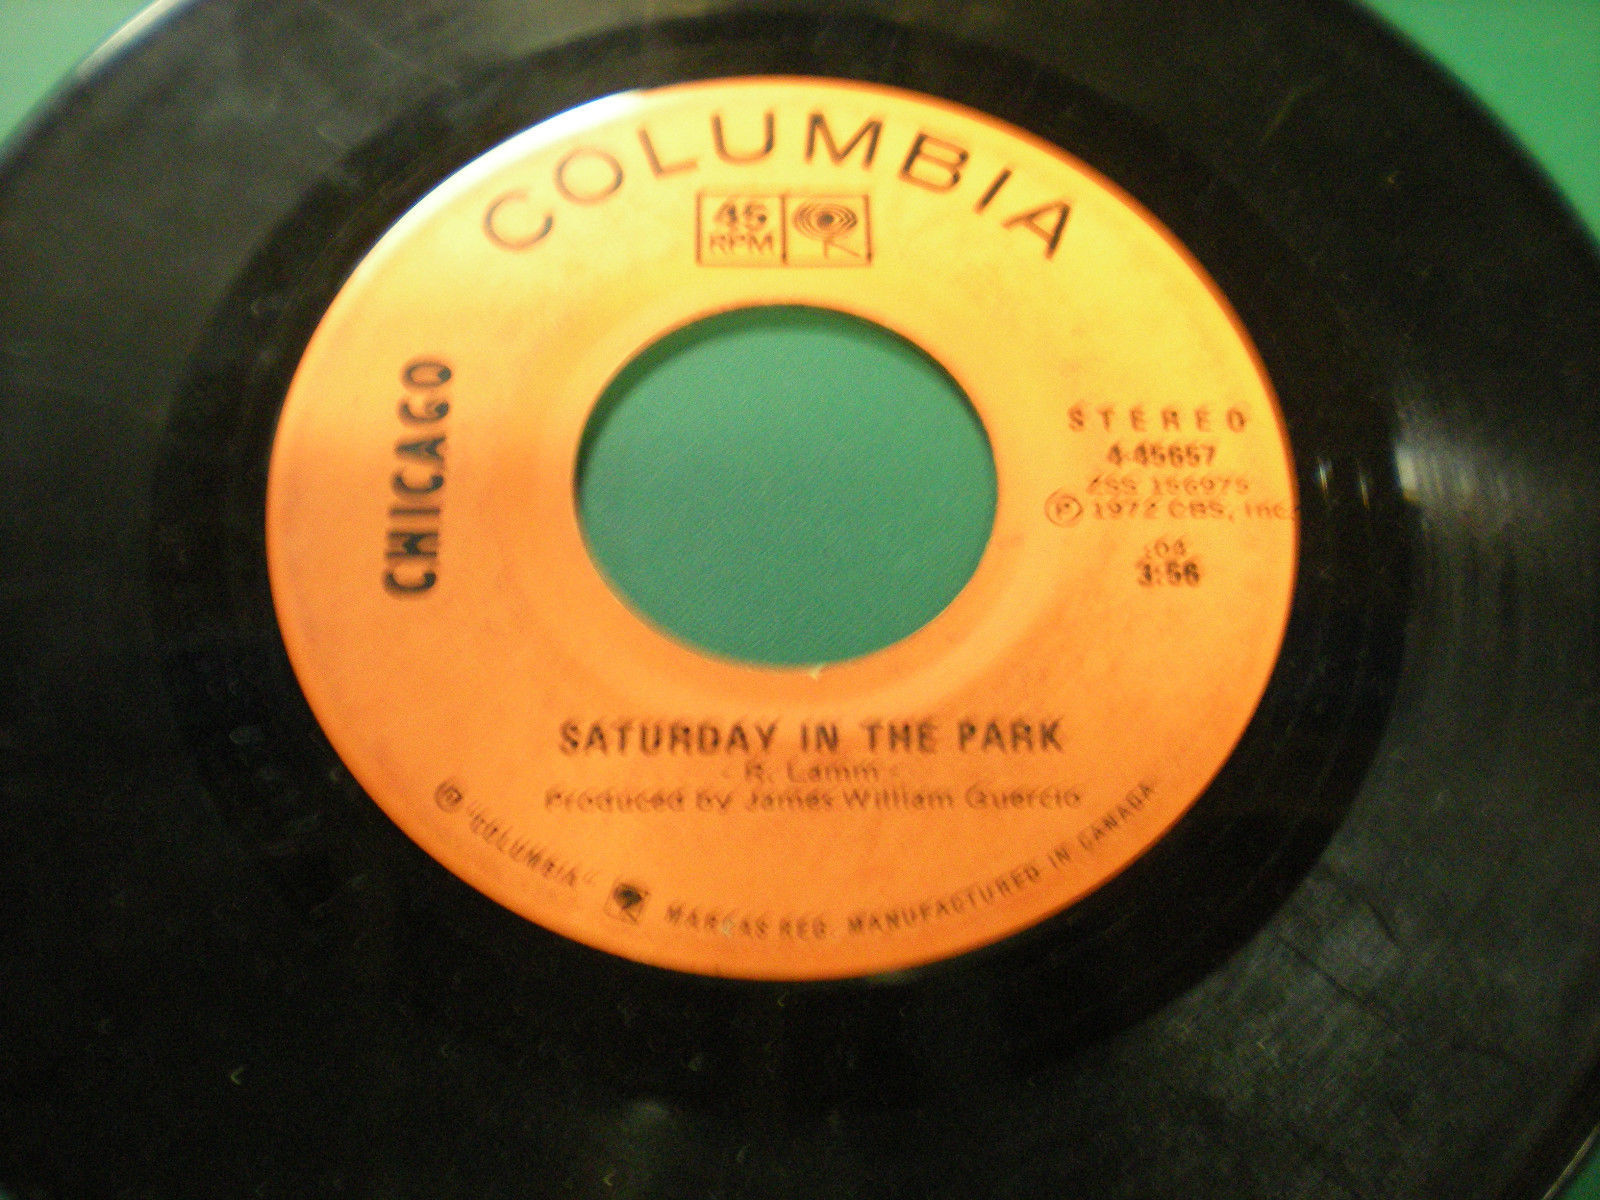 COLUMBIA
45
RPM
CHICAGO
STEREO
4-45657
ZSS 156975
Ⓟ 1972 CBS, Inc.
:04
3:56
SATURDAY IN THE PARK
- R. Lamm -
Produced by James William Guercio
"COLUMBIA" MARCAS REG. MANUFACTURED IN CANADA